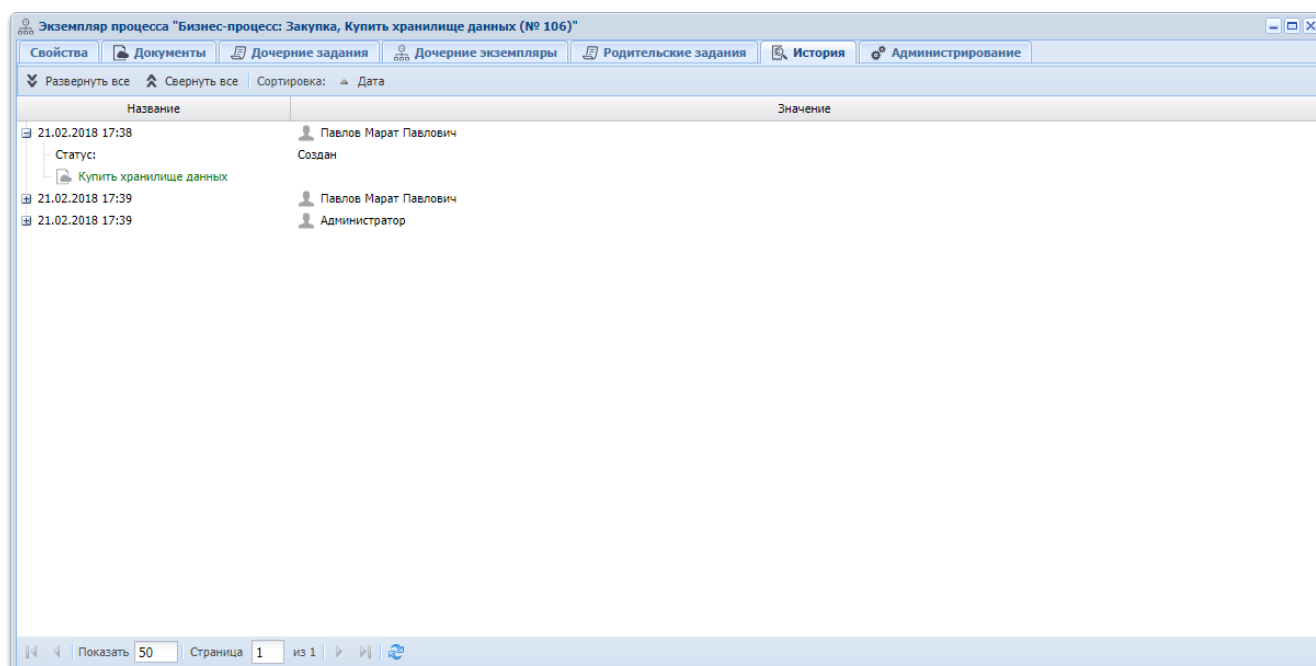 Экземпляр процесса "Бизнес-процесс: Закупка, Купить хранилище данных (№ 106)"
Свойства Документы Дочерние задания Дочерние экземпляры Родительские задания История Администрирование
Развернуть все Свернуть все Сортировка: Дата
Название Значение
21.02.2018 17:38 Павлов Марат Павлович
Статус: Создан
Купить хранилище данных
21.02.2018 17:39 Павлов Марат Павлович
21.02.2018 17:39 Администратор
Показать 50 Страница 1 из 1